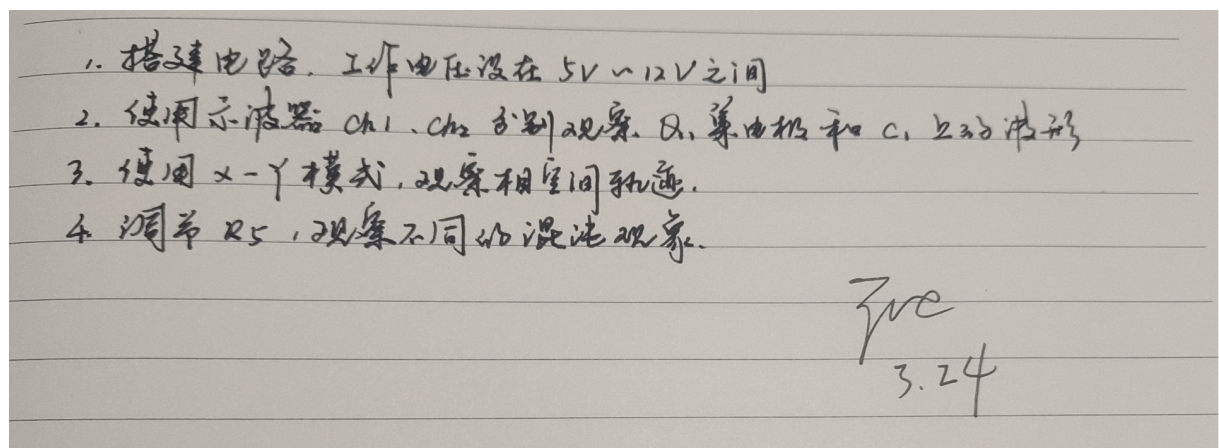 1. 搭建电路. 工作电压设在 5V~12V之间
2. 使用示波器 Ch1、Ch2 分别观察 Q1 集电极和 C1 上的波形
3. 使用 X-Y 模式, 观察相空间轨迹.
4. 调节 R5, 观察不同的混沌现象.
3.24